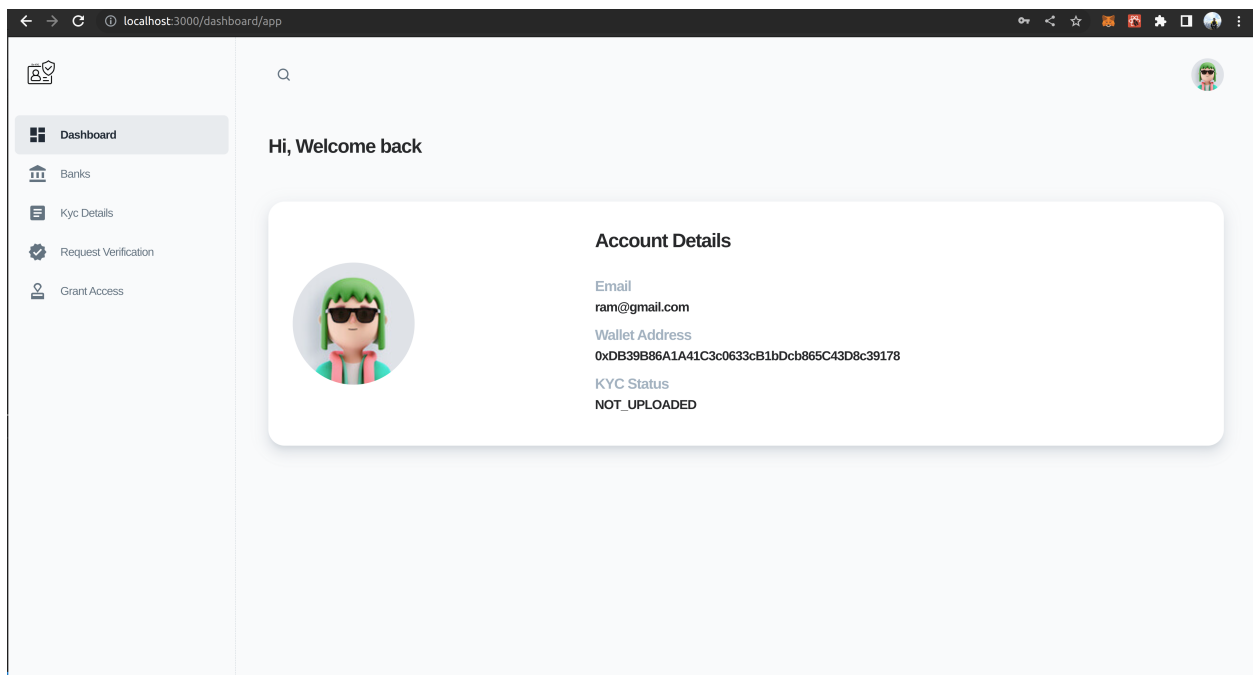 localhost:3000/dashboard/app
Dashboard
Banks
Kyc Details
Request Verification
Grant Access
Hi, Welcome back
Account Details
Email
ram@gmail.com
Wallet Address
0xDB39B86A1A41C3c0633cB1bDcb865C43D8c39178
KYC Status
NOT_UPLOADED